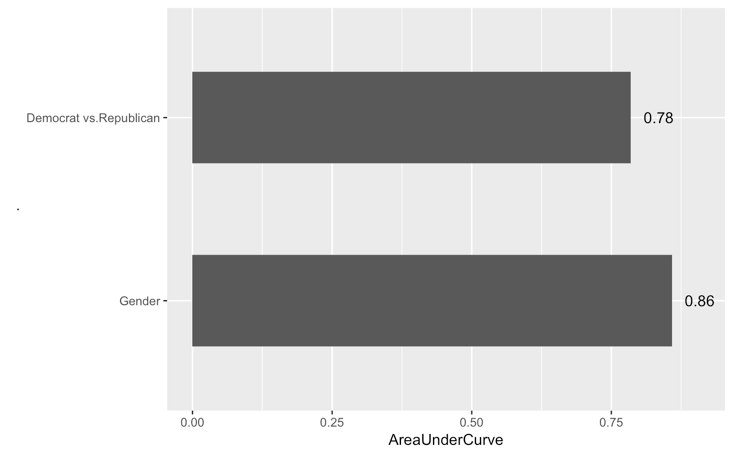 Democrat vs.Republican
0.78
.
Gender
0.86
0.00 0.25 0.50 0.75
AreaUnderCurve